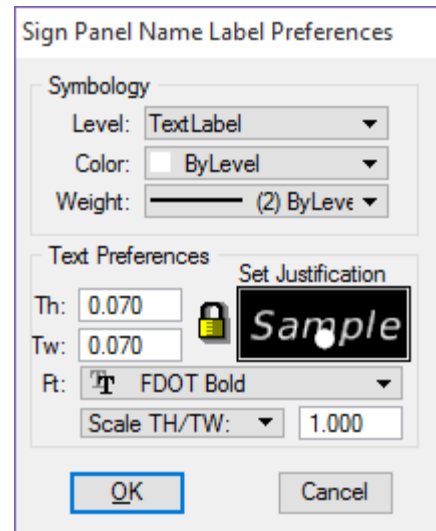 Sign Panel Name Label Preferences
Symbology
Level: TextLabel
Color: ByLevel
Weight: (2) ByLeve
Text Preferences
Set Justification
Th: 0.070
Sample
Tw: 0.070
Ft: FDOT Bold
Scale TH/TW: 1.000
OK Cancel